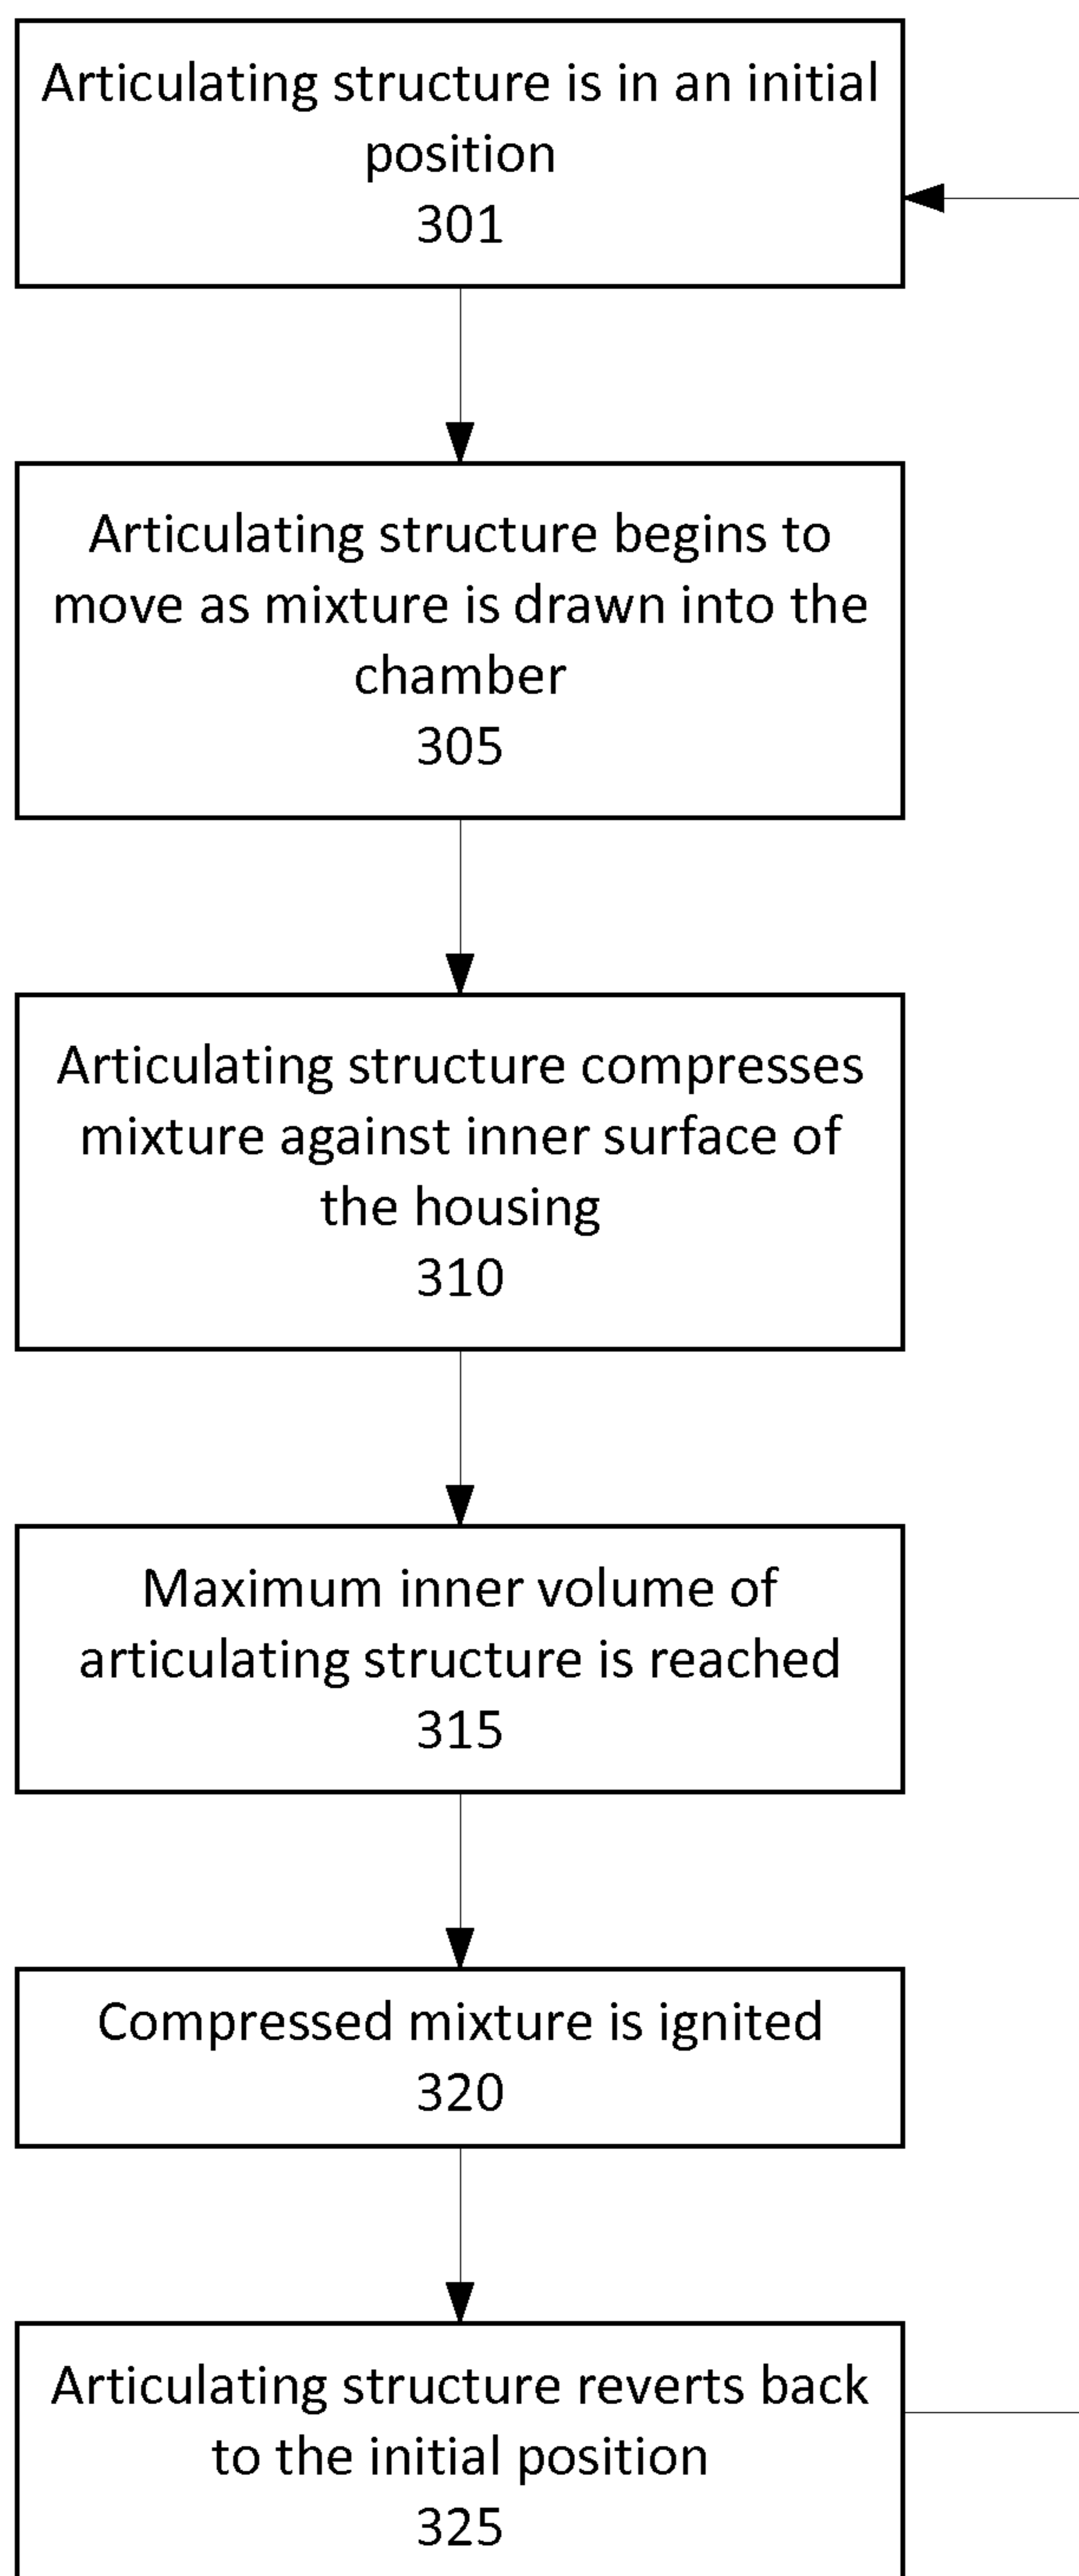 Articulating structure is in an initial
position
301
Articulating structure begins to
move as mixture is drawn into the
chamber
305
Articulating structure compresses
mixture against inner surface of
the housing
310
Maximum inner volume of
articulating structure is reached
315
Compressed mixture is ignited
320
Articulating structure reverts back
to the initial position
325